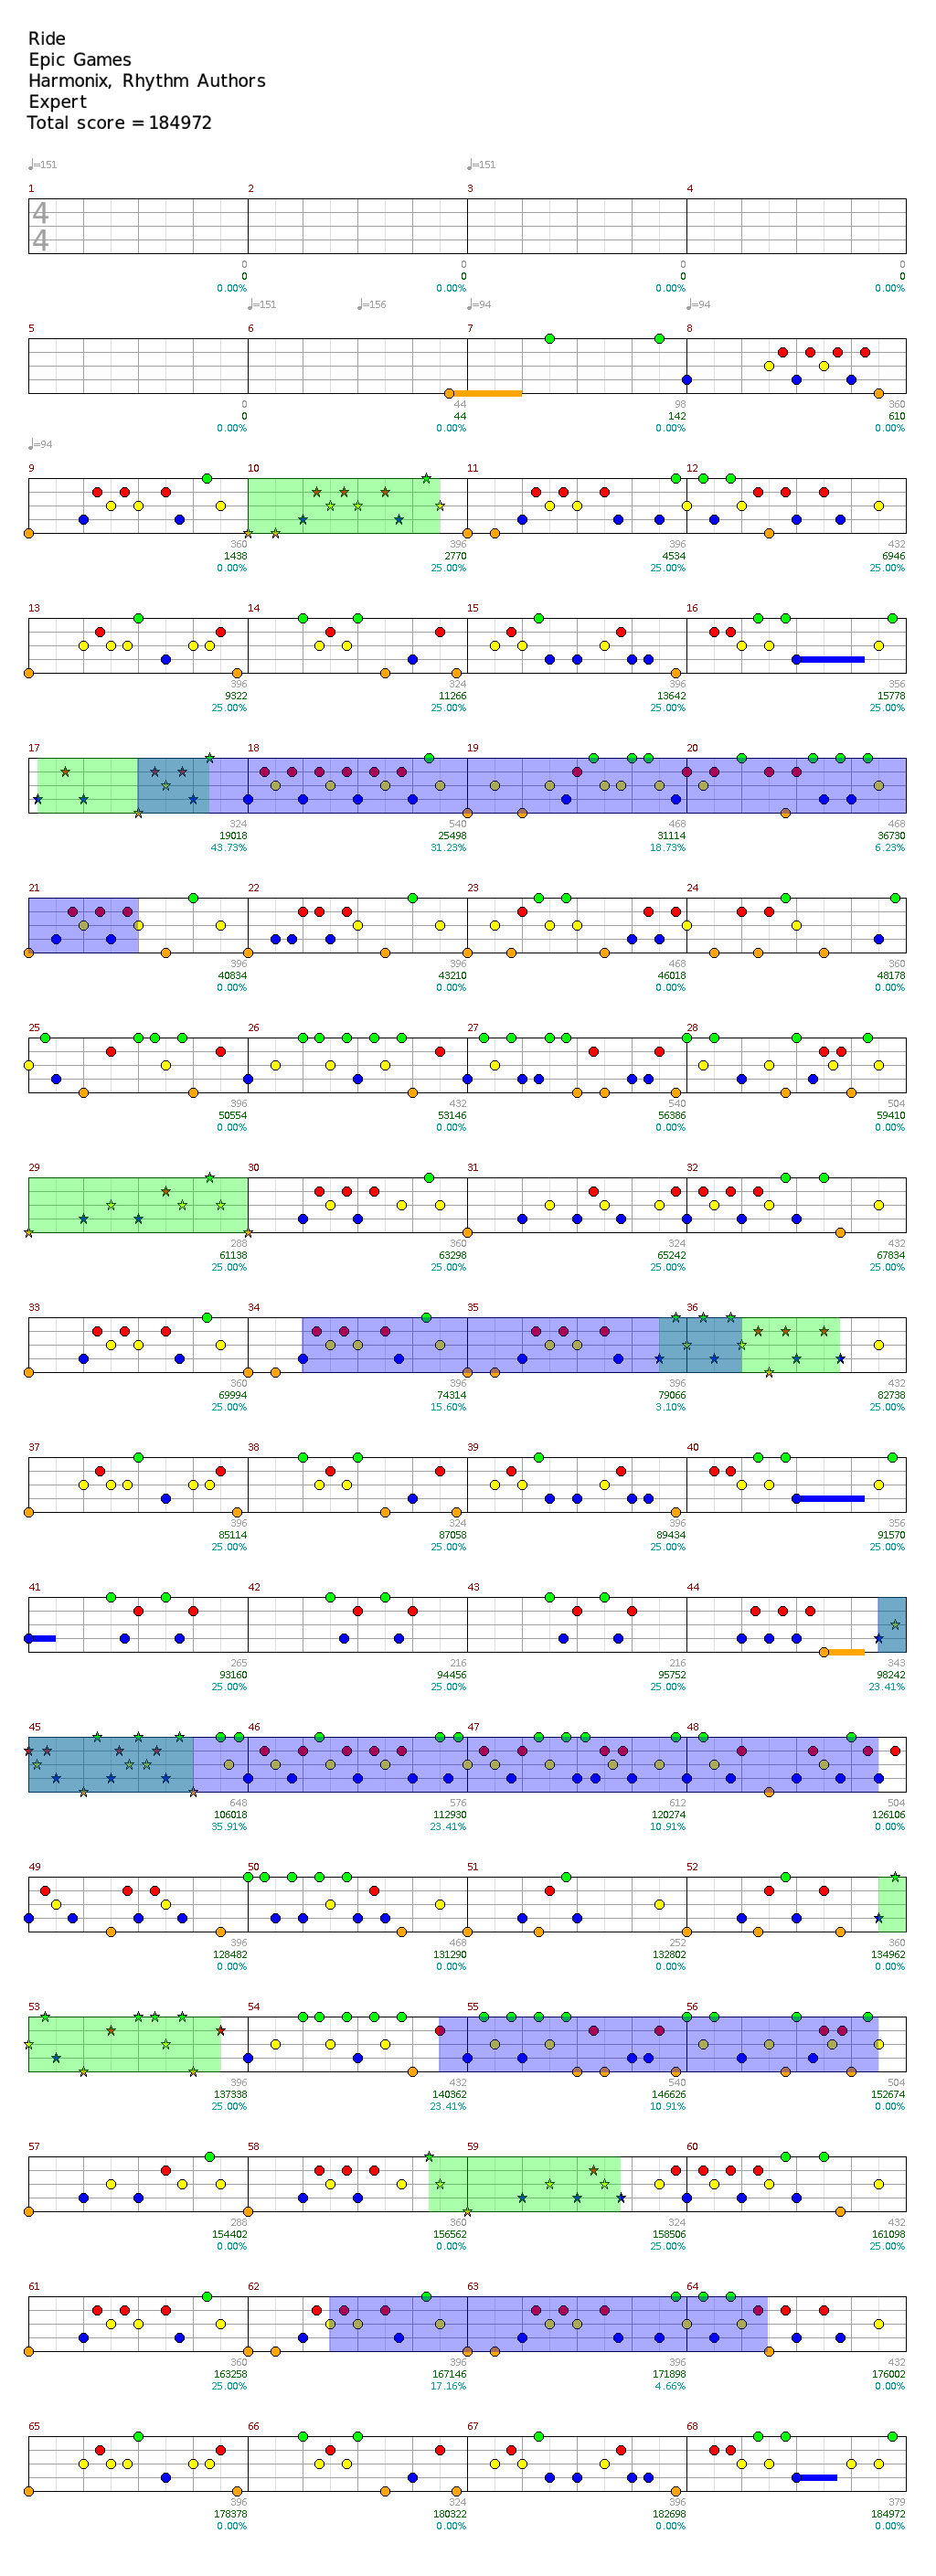 Ride
Epic Games
Harmonix, Rhythm Authors
Expert
Total score = 184972
♩=151 ♩=151
1 2 3 4
4
4
0 0 0 0
0 0 0 0
0.00% 0.00% 0.00% 0.00%
♩=151 ♩=156 ♩=94 ♩=94
5 6 7 8
0 44 98 360
0 44 142 610
0.00% 0.00% 0.00% 0.00%
♩=94
9 10 11 12
360 396 396 432
1438 2770 4534 6946
0.00% 25.00% 25.00% 25.00%
13 14 15 16
396 324 396 356
9322 11266 13642 15778
25.00% 25.00% 25.00% 25.00%
17 18 19 20
324 540 468 468
19018 25498 31114 36730
43.73% 31.23% 18.73% 6.23%
21 22 23 24
396 396 468 360
40834 43210 46018 48178
0.00% 0.00% 0.00% 0.00%
25 26 27 28
396 432 540 504
50554 53146 56386 59410
0.00% 0.00% 0.00% 0.00%
29 30 31 32
288 360 324 432
61138 63298 65242 67834
25.00% 25.00% 25.00% 25.00%
33 34 35 36
360 396 396 432
69994 74314 79066 82738
25.00% 15.60% 3.10% 25.00%
37 38 39 40
396 324 396 356
85114 87058 89434 91570
25.00% 25.00% 25.00% 25.00%
41 42 43 44
265 216 216 343
93160 94456 95752 98242
25.00% 25.00% 25.00% 23.41%
45 46 47 48
648 576 612 504
106018 112930 120274 126106
35.91% 23.41% 10.91% 0.00%
49 50 51 52
396 468 252 360
128482 131290 132802 134962
0.00% 0.00% 0.00% 0.00%
53 54 55 56
396 432 540 504
137338 140362 146626 152674
25.00% 23.41% 10.91% 0.00%
57 58 59 60
288 360 324 432
154402 156562 158506 161098
0.00% 0.00% 25.00% 25.00%
61 62 63 64
360 396 396 432
163258 167146 171898 176002
25.00% 17.16% 4.66% 0.00%
65 66 67 68
396 324 396 379
178378 180322 182698 184972
0.00% 0.00% 0.00% 0.00%